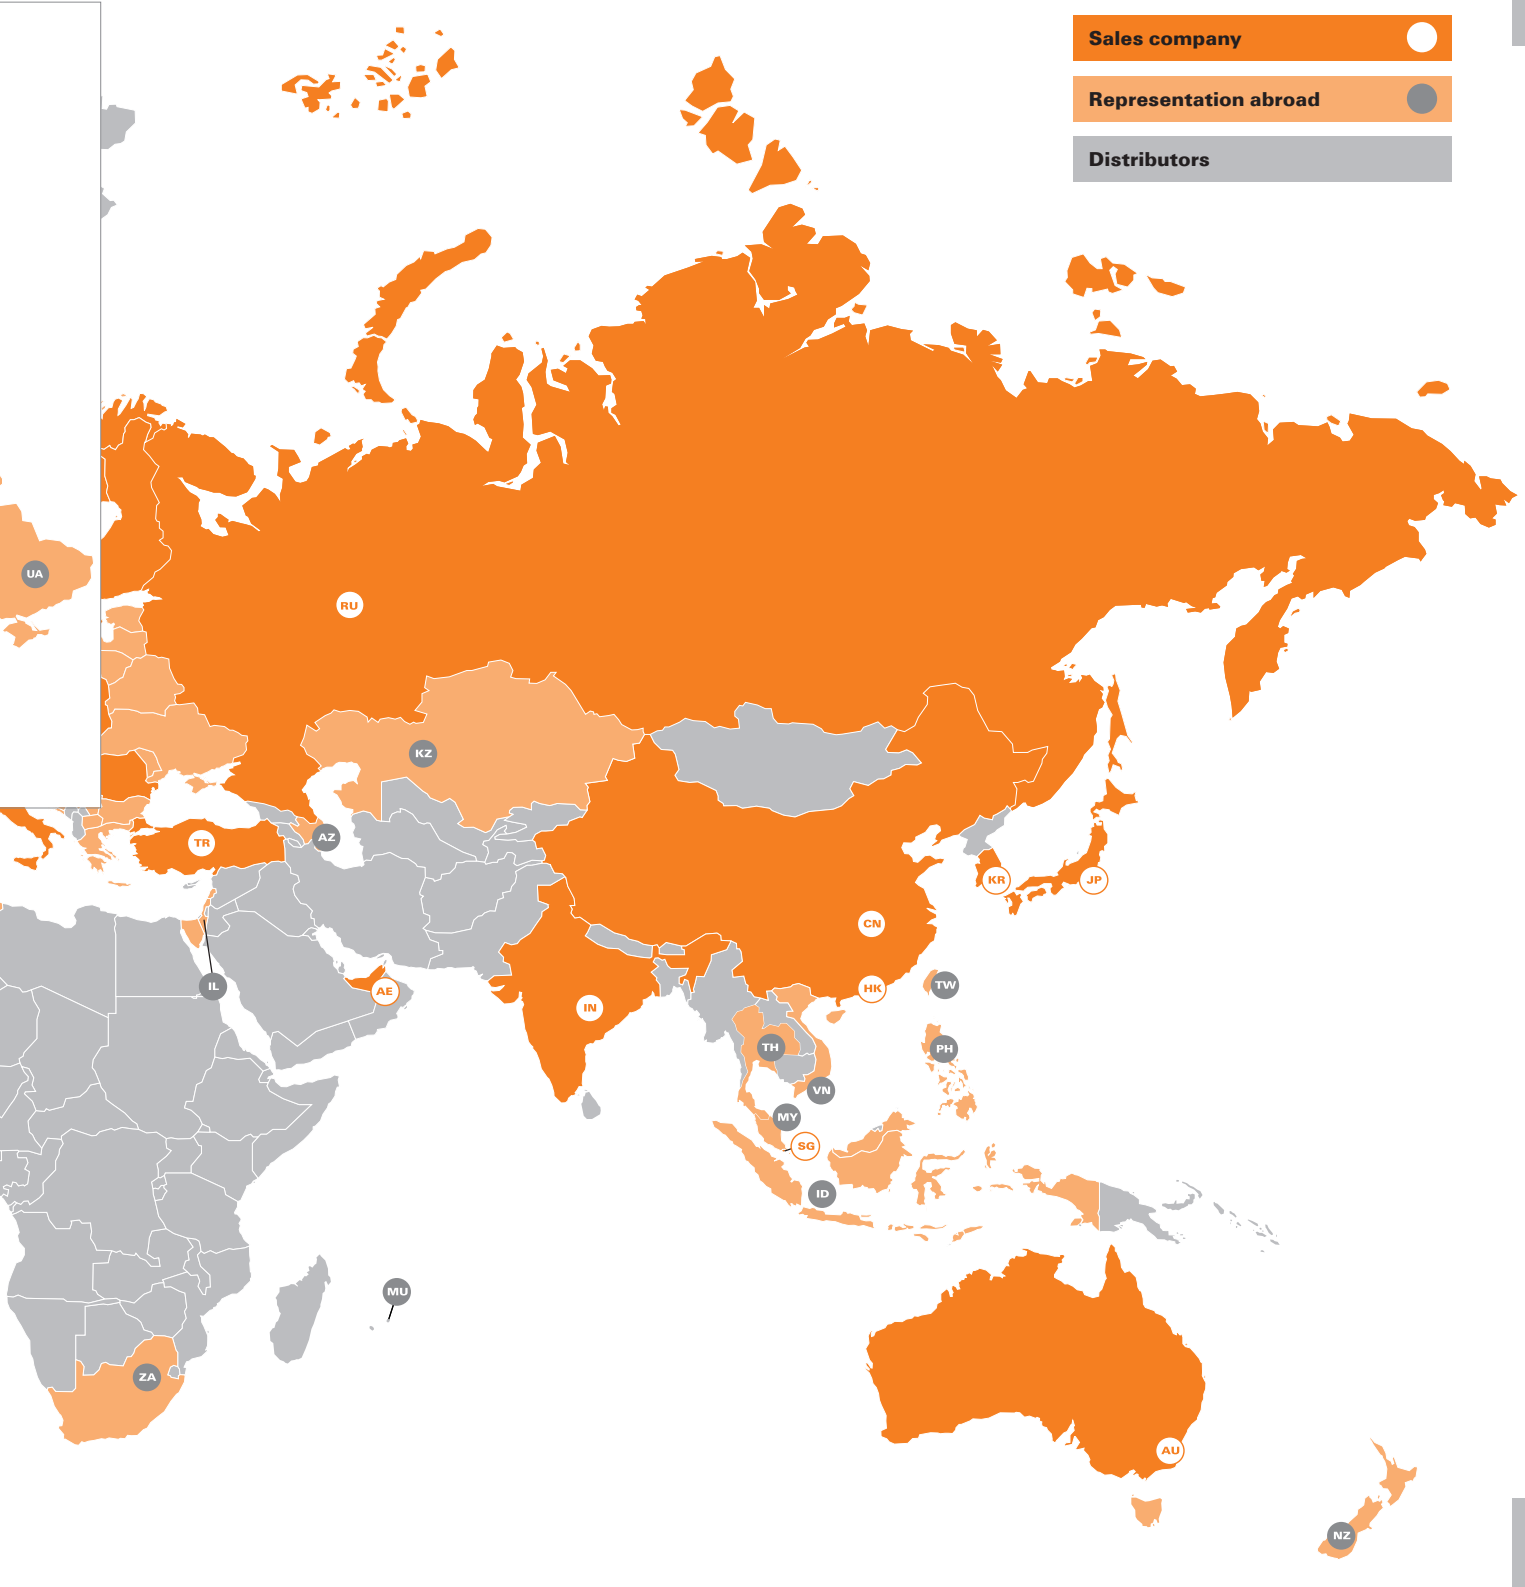 Sales company
Representation abroad
Distributors
UA
RU
KZ
TR
AZ
KR
JP
CN
IL
AE
HK
TW
IN
TH
PH
VN
MY
SG
ID
MU
ZA
AU
NZ